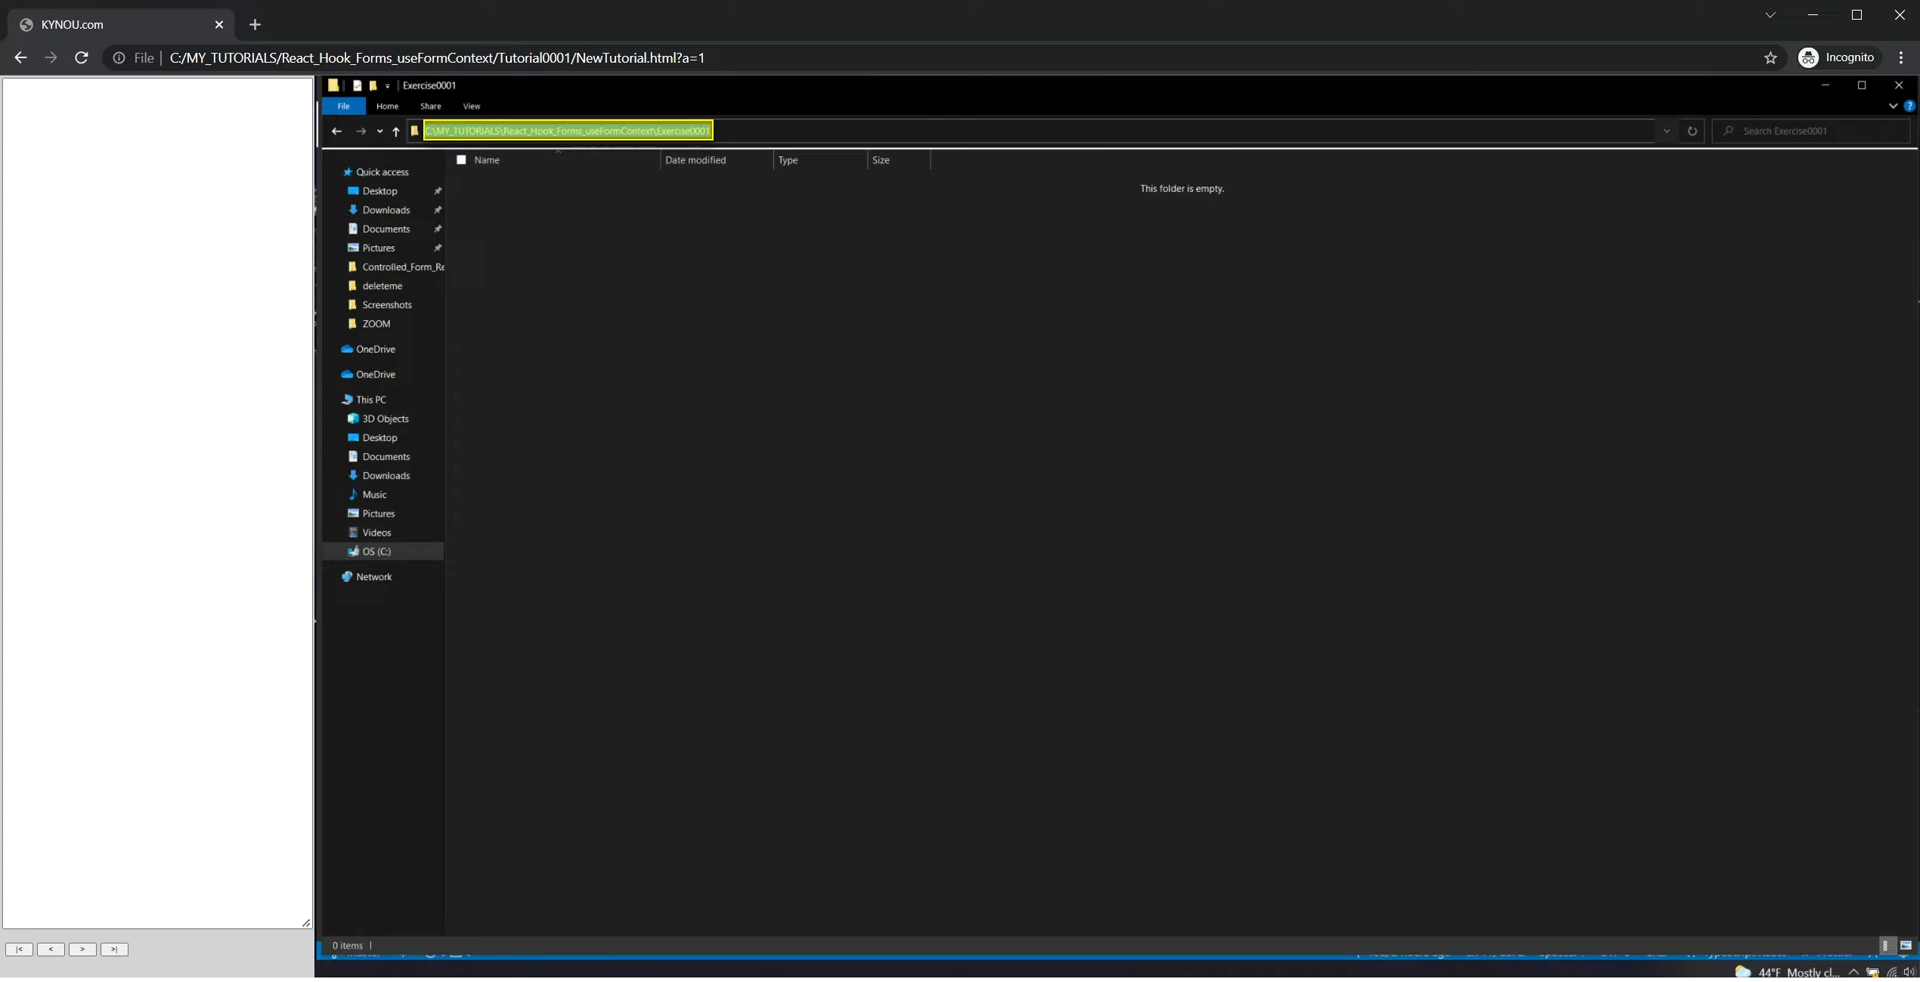 KYNOU.com
File
C:/MY_TUTORIALS/React_Hook_Forms_useFormContext/Tutorial0001/NewTutorial.html?a=1
Incognito
Exercise0001
File Home Share View
C:\MY_TUTORIALS\React_Hook_Forms_useFormContext\Exercise0001
Search Exercise0001
Name Date modified Type Size
This folder is empty.
Quick access
Desktop
Downloads
Documents
Pictures
Controlled_Form_Re
deleteme
Screenshots
ZOOM
OneDrive
OneDrive
This PC
3D Objects
Desktop
Documents
Downloads
Music
Pictures
Videos
OS (C:)
Network
|< < > >|
0 items
44°F Mostly cl...